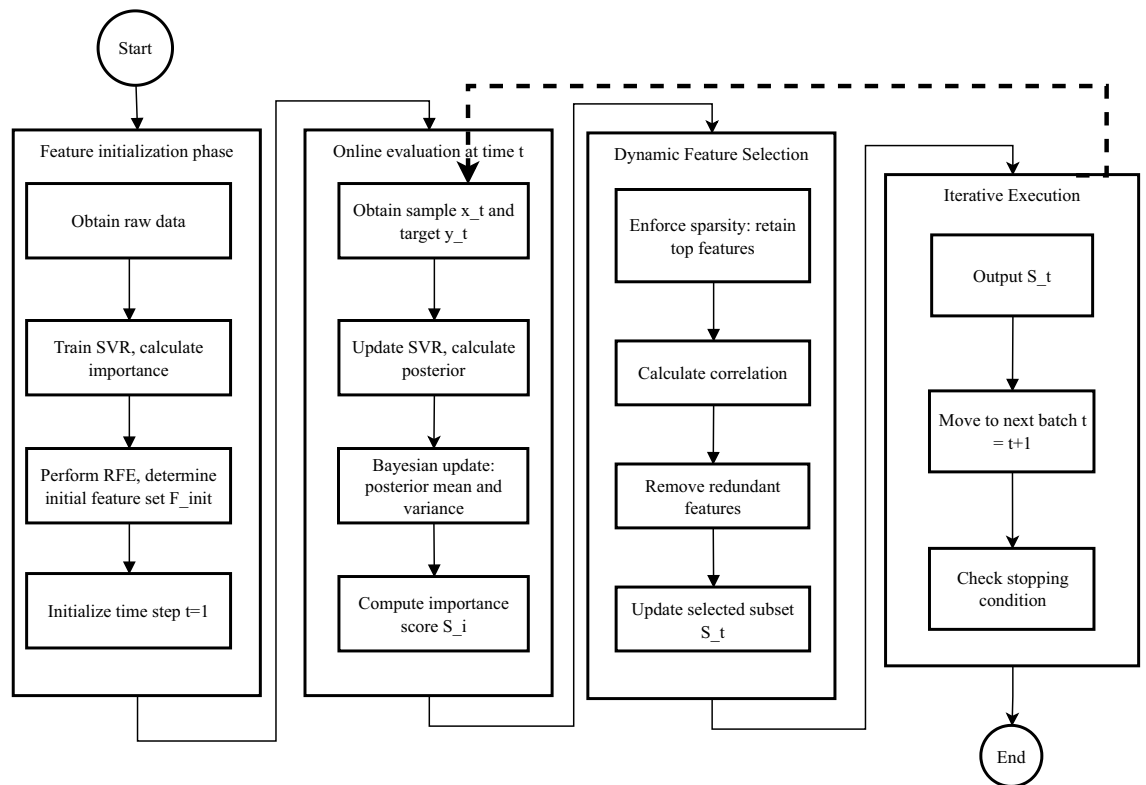 Start
Feature initialization phase
Obtain raw data
Train SVR, calculate
importance
Perform RFE, determine
initial feature set F_init
Initialize time step t=1
Online evaluation at time t
Obtain sample x_t and
target y_t
Update SVR, calculate
posterior
Bayesian update:
posterior mean and
variance
Compute importance
score S_i
Dynamic Feature Selection
Enforce sparsity: retain
top features
Calculate correlation
Remove redundant
features
Update selected subset
S_t
Iterative Execution
Output S_t
Move to next batch t
= t+1
Check stopping
condition
End